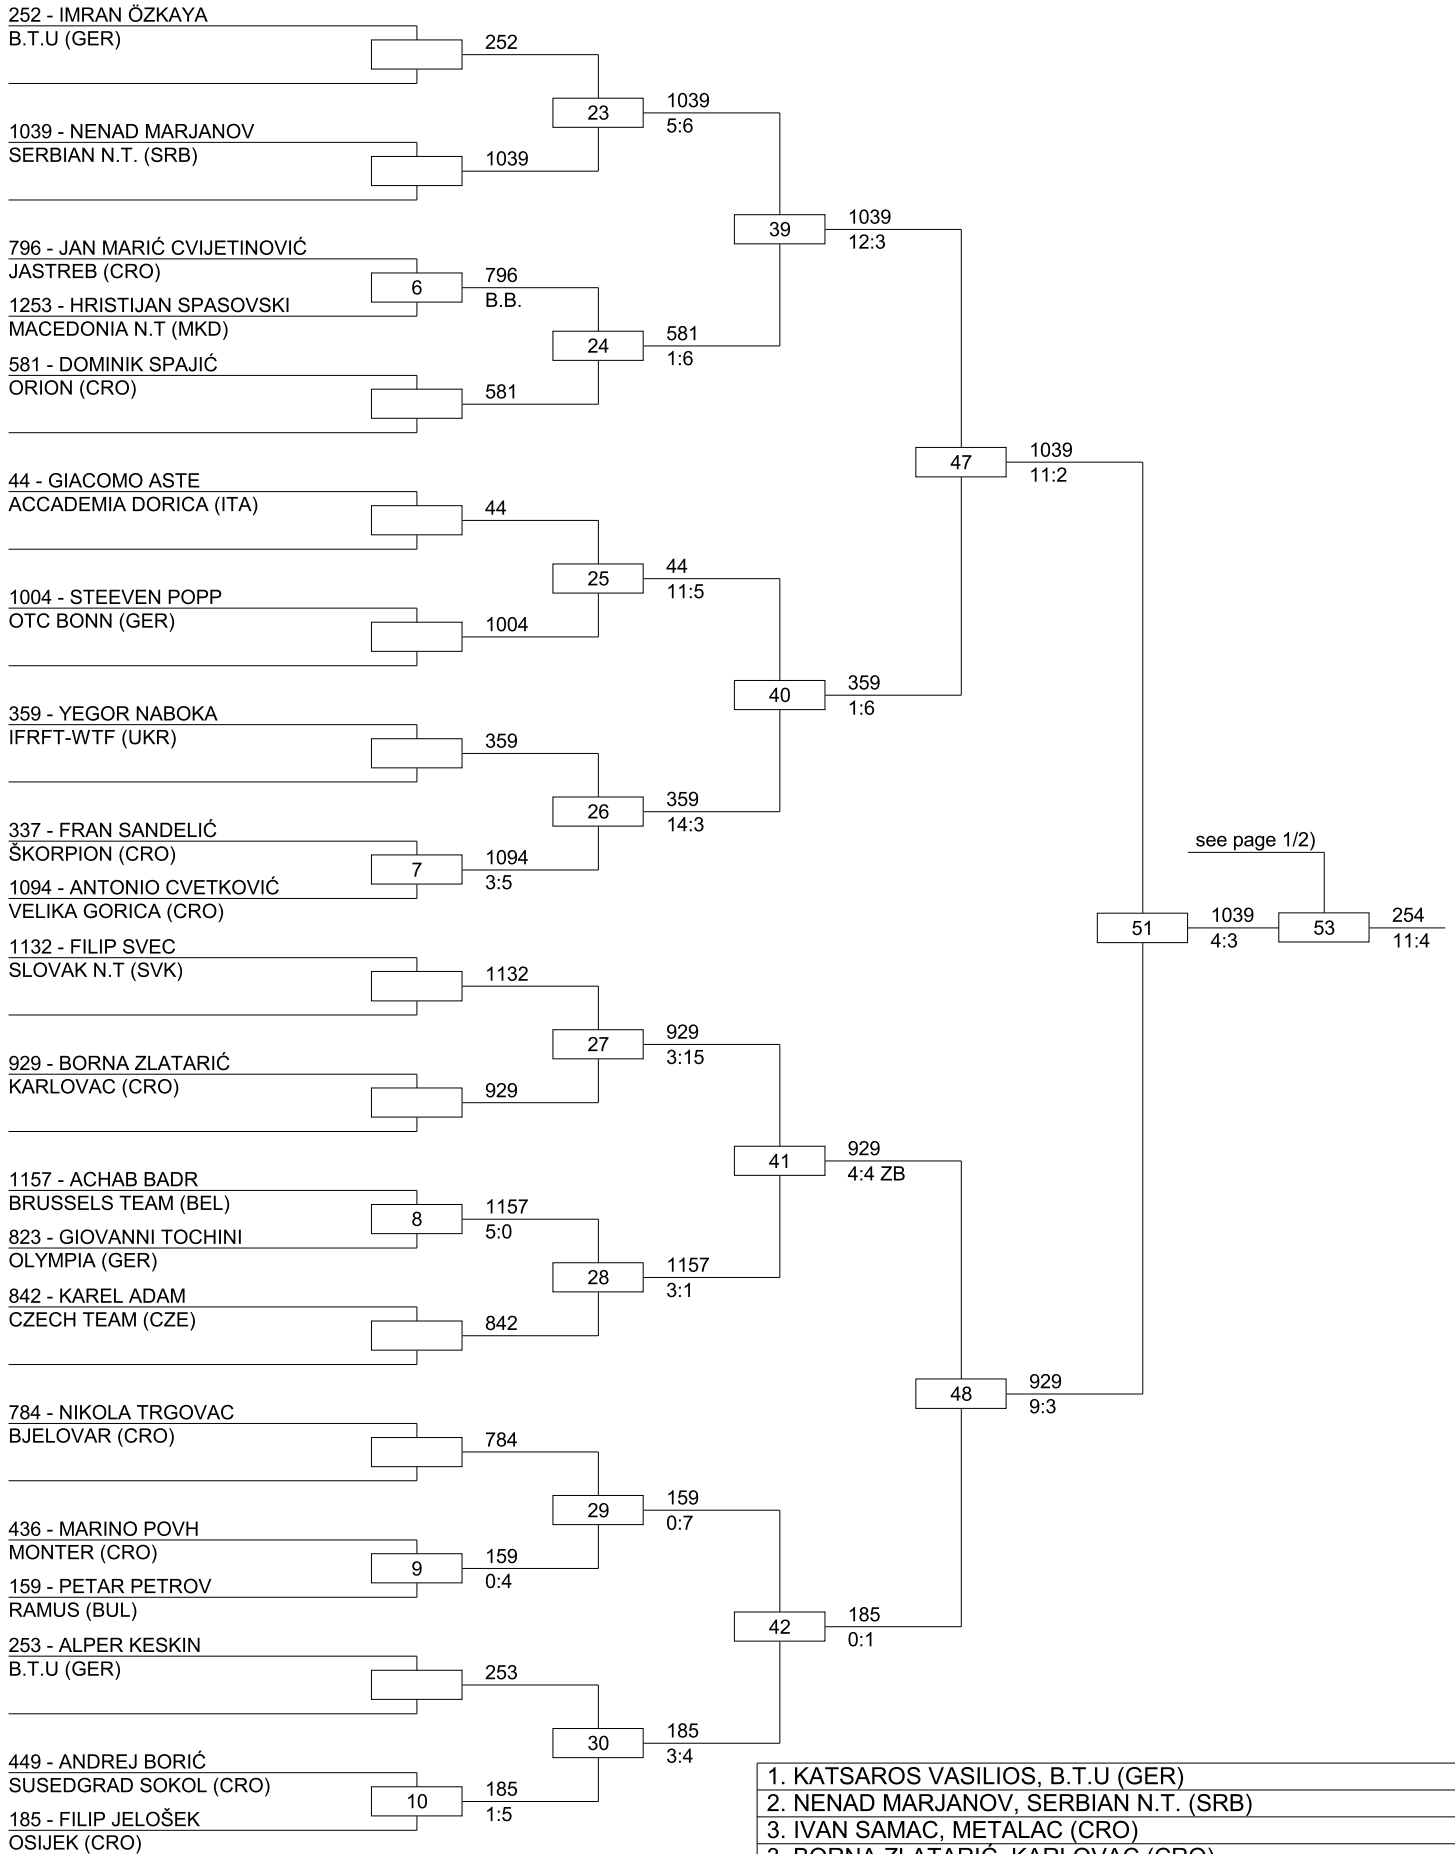 252 - IMRAN ÖZKAYA
B.T.U (GER)
252
23
1039
5:6
1039 - NENAD MARJANOV
SERBIAN N.T. (SRB)
1039
39
1039
12:3
796 - JAN MARIĆ CVIJETINOVIĆ
JASTREB (CRO)
6
796
B.B.
1253 - HRISTIJAN SPASOVSKI
MACEDONIA N.T (MKD)
24
581
1:6
581 - DOMINIK SPAJIĆ
ORION (CRO)
581
47
1039
11:2
44 - GIACOMO ASTE
ACCADEMIA DORICA (ITA)
44
25
44
11:5
1004 - STEEVEN POPP
OTC BONN (GER)
1004
40
359
1:6
359 - YEGOR NABOKA
IFRFT-WTF (UKR)
359
26
359
14:3
337 - FRAN SANDELIĆ
ŠKORPION (CRO)
7
1094
3:5
1094 - ANTONIO CVETKOVIĆ
VELIKA GORICA (CRO)
see page 1/2)
51
1039
4:3
53
254
11:4
1132 - FILIP SVEC
SLOVAK N.T (SVK)
1132
27
929
3:15
929 - BORNA ZLATARIĆ
KARLOVAC (CRO)
929
41
929
4:4 ZB
1157 - ACHAB BADR
BRUSSELS TEAM (BEL)
8
1157
5:0
823 - GIOVANNI TOCHINI
OLYMPIA (GER)
28
1157
3:1
842 - KAREL ADAM
CZECH TEAM (CZE)
842
48
929
9:3
784 - NIKOLA TRGOVAC
BJELOVAR (CRO)
784
29
159
0:7
436 - MARINO POVH
MONTER (CRO)
9
159
0:4
159 - PETAR PETROV
RAMUS (BUL)
42
185
0:1
253 - ALPER KESKIN
B.T.U (GER)
253
30
185
3:4
449 - ANDREJ BORIĆ
SUSEDGRAD SOKOL (CRO)
10
185
1:5
185 - FILIP JELOŠEK
OSIJEK (CRO)
1. KATSAROS VASILIOS, B.T.U (GER)
2. NENAD MARJANOV, SERBIAN N.T. (SRB)
3. IVAN SAMAC, METALAC (CRO)
3. BORNA ZLATARIĆ, KARLOVAC (CRO)